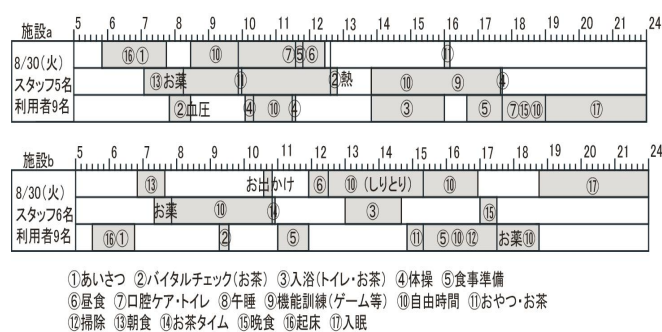 施設a
5 6 7 8 9 10 11 12 13 14 15 16 17 18 19 20 21 22 24
8/30(火) ⑯① ⑩ ⑦⑤⑥ ⑪
スタッフ5名 ⑬お薬 ⑪ ②熱 ⑩ ⑨ ④
利用者9名 ②血圧 ④ ⑩ ④ ③ ⑤ ⑦⑮⑩ ⑰
施設b
5 6 7 8 9 10 11 12 13 14 15 16 17 18 19 20 21 22 24
8/30(火) ⑬ お出かけ ⑥ ⑩(しりとり) ⑩ ⑰
スタッフ6名 お薬 ⑩ ⑭ ③ ⑮
利用者9名 ⑯① ② ⑤ ⑪ ⑤⑩⑫ お薬⑩
①あいさつ ②バイタルチェック(お茶) ③入浴(トイレ・お茶) ④体操 ⑤食事準備
⑥昼食 ⑦口腔ケア・トイレ ⑧午睡 ⑨機能訓練(ゲーム等) ⑩自由時間 ⑪おやつ・お茶
⑫掃除 ⑬朝食 ⑭お茶タイム ⑮晩食 ⑯起床 ⑰入眠